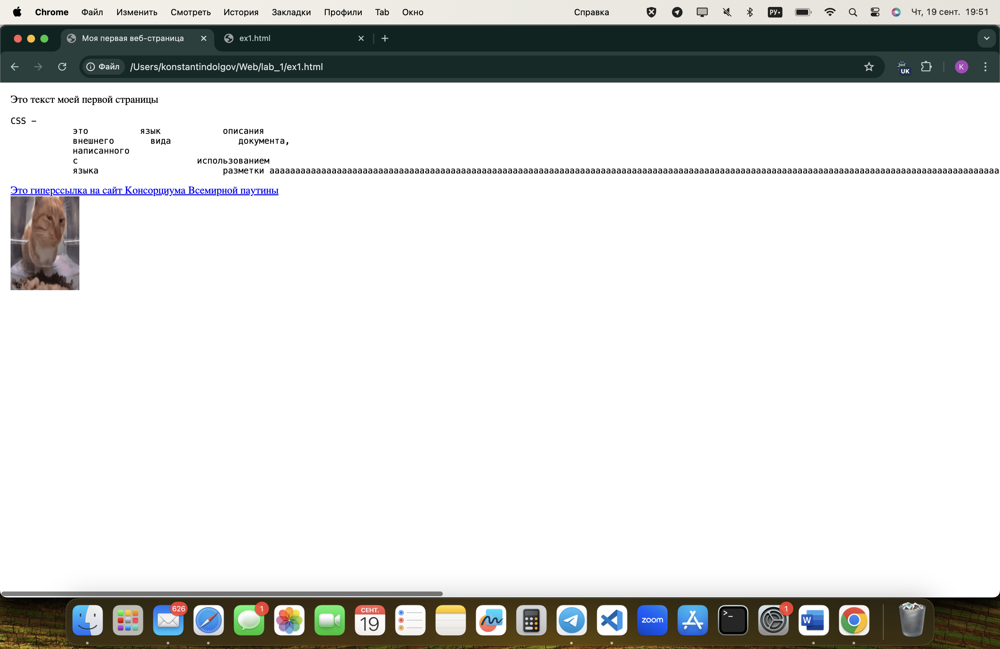 Chrome Файл Изменить Смотреть История Закладки Профили Tab Окно Справка РУ Чт, 19 сент. 19:51
Моя первая веб-страница ex1.html
Файл /Users/konstantindolgov/Web/lab_1/ex1.html UK K
Это текст моей первой страницы
CSS –
это язык описания
внешнего вида документа,
написанного
с использованием
языка разметки
Это гиперссылка на сайт Консорциума Всемирной паутины
626 1 СЕНТ. 1
19 zoom >_ W